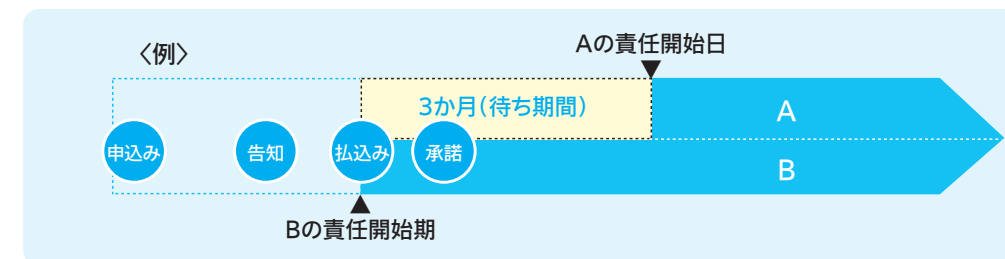 〈例〉
Aの責任開始日
3か月(待ち期間)
A
申込み
告知
払込み
承諾
B
Bの責任開始期